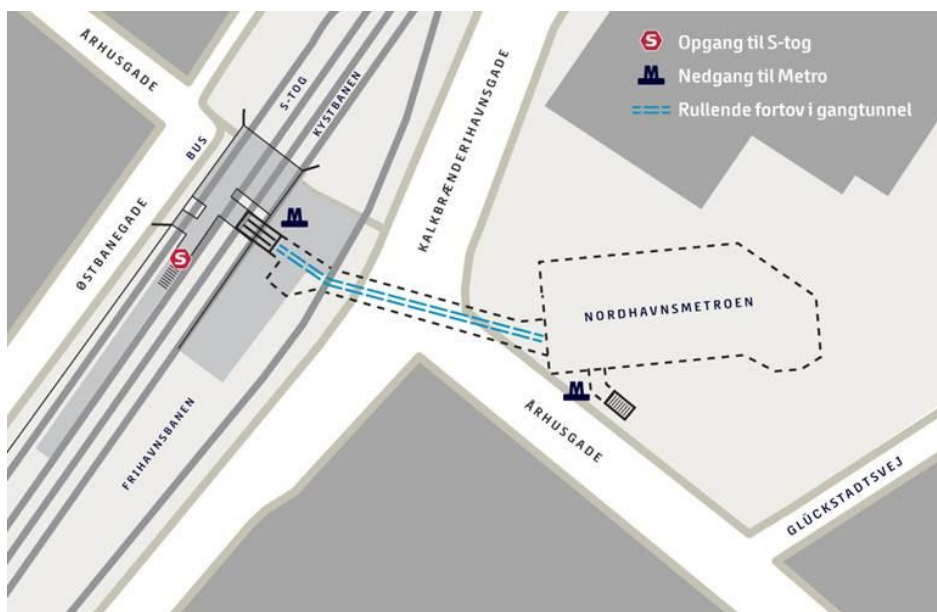 S Opgang til S-tog
M Nedgang til Metro
Rullende fortov i gangtunnel
ÅRHUSGADE
BUS
S-TOG
KYSTBANEN
KALKBRÆNDERIHAVNSGADE
ØSTBANEGADE
M
S
NORDHAVNSMETROEN
M
ÅRHUSGADE
FRIHAVNSBANEN
GLÜCKSTADTSVEJ